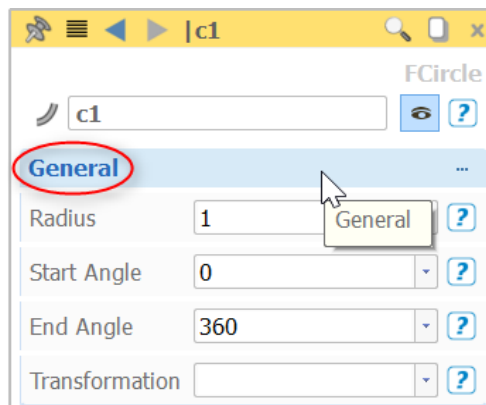 |c1
FCircle
c1
General
Radius 1
General
Start Angle 0
End Angle 360
Transformation